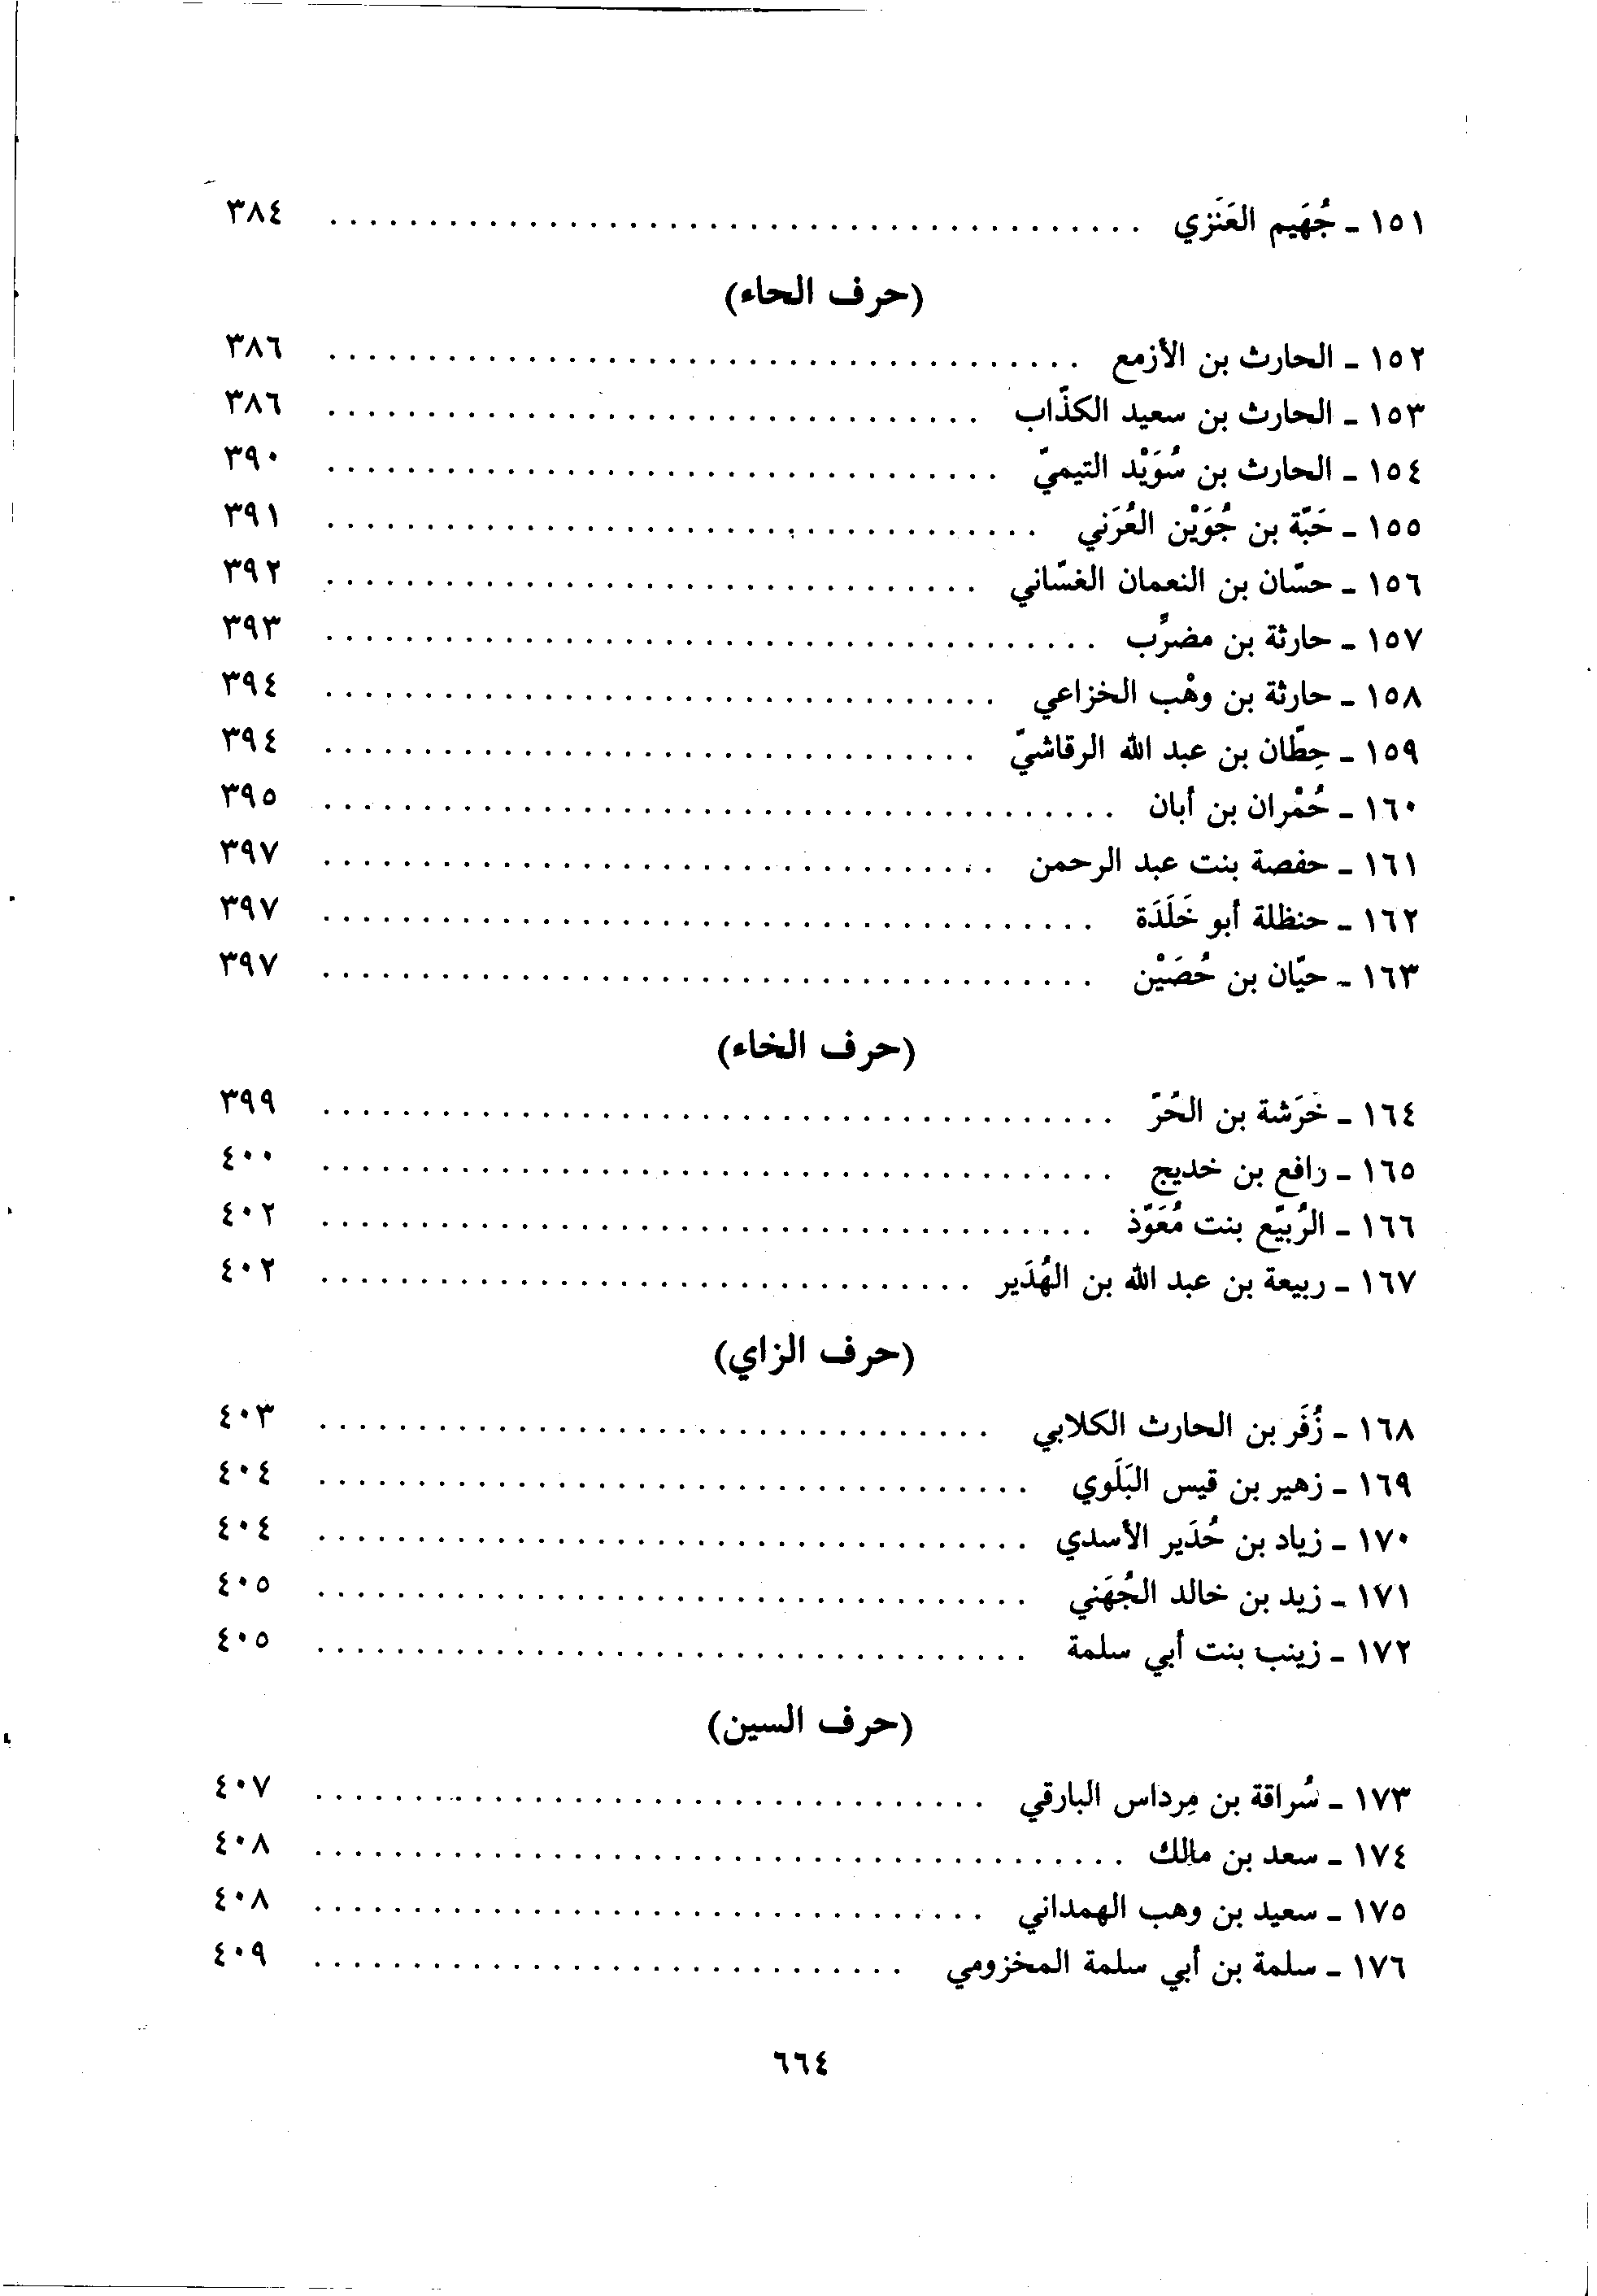 ١٥١ ـ جُهَيم العَنَزي ........................................ ٣٨٤
(حرف الحاء)
١٥٢ ـ الحارث بن الأزمع ........................................ ٣٨٦
١٥٣ ـ الحارث بن سعيد الكذّاب ........................................ ٣٨٦
١٥٤ ـ الحارث بن سُوَيْد التيميّ ........................................ ٣٩٠
١٥٥ ـ حَبّة بن جُوَيْن العُرَني ........................................ ٣٩١
١٥٦ ـ حسّان بن النعمان الغسّاني ........................................ ٣٩٢
١٥٧ ـ حارثة بن مضرّب ........................................ ٣٩٣
١٥٨ ـ حارثة بن وهْب الخزاعي ........................................ ٣٩٤
١٥٩ ـ حِطّان بن عبد الله الرقاشيّ ........................................ ٣٩٤
١٦٠ ـ حُمْران بن أبان ........................................ ٣٩٥
١٦١ ـ حفصة بنت عبد الرحمن ........................................ ٣٩٧
١٦٢ ـ حنظلة أبو خَلَدَة ........................................ ٣٩٧
١٦٣ ـ حيّان بن حُصَيْن ........................................ ٣٩٧
(حرف الخاء)
١٦٤ ـ خَرَشة بن الحُرّ ........................................ ٣٩٩
١٦٥ ـ رافع بن خديج ........................................ ٤٠٠
١٦٦ ـ الرُبيّع بنت مُعَوّذ ........................................ ٤٠٢
١٦٧ ـ ربيعة بن عبد الله بن الهُدَير ........................................ ٤٠٢
(حرف الزاي)
١٦٨ ـ زُفَر بن الحارث الكلابي ........................................ ٤٠٣
١٦٩ ـ زهير بن قيس البَلَوي ........................................ ٤٠٤
١٧٠ ـ زياد بن حُدَير الأسدي ........................................ ٤٠٤
١٧١ ـ زيد بن خالد الجُهَني ........................................ ٤٠٥
١٧٢ ـ زينب بنت أبي سلمة ........................................ ٤٠٥
(حرف السين)
١٧٣ ـ سُراقة بن مِرداس البارقي ........................................ ٤٠٧
١٧٤ ـ سعد بن مالك ........................................ ٤٠٨
١٧٥ ـ سعيد بن وهب الهمداني ........................................ ٤٠٨
١٧٦ ـ سلمة بن أبي سلمة المخزومي ........................................ ٤٠٩
٦٦٤